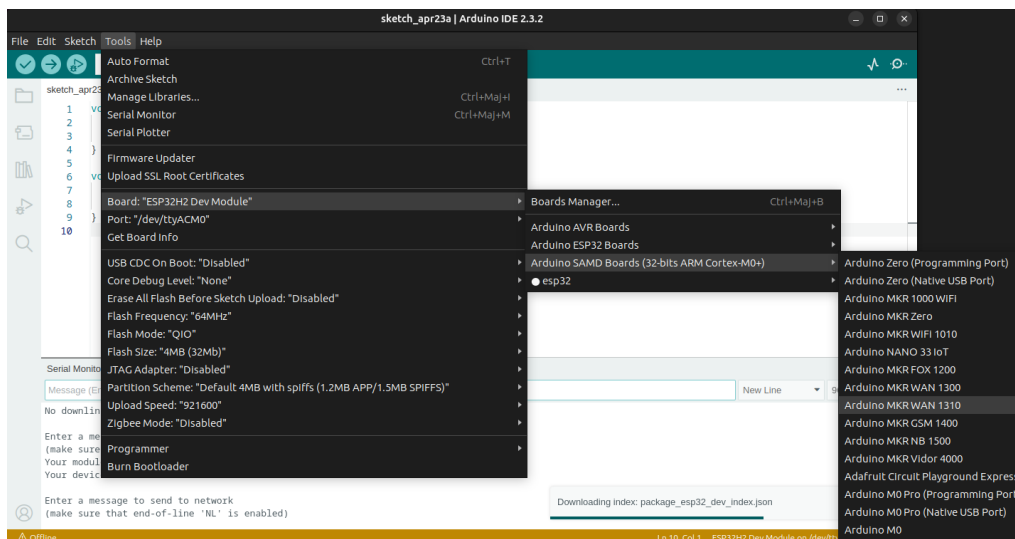 sketch_apr23a | Arduino IDE 2.3.2
File Edit Sketch Tools Help
sketch_apr23
1
2
3
4 }
5
6
7
8
9 }
10
Auto Format Ctrl+T
Archive Sketch
Manage Libraries... Ctrl+Maj+I
Serial Monitor Ctrl+Maj+M
Serial Plotter
Firmware Updater
Upload SSL Root Certificates
Board: "ESP32H2 Dev Module"
Port: "/dev/ttyACM0"
Get Board Info
USB CDC On Boot: "Disabled"
Core Debug Level: "None"
Erase All Flash Before Sketch Upload: "Disabled"
Flash Frequency: "64MHz"
Flash Mode: "QIO"
Flash Size: "4MB (32Mb)"
JTAG Adapter: "Disabled"
Partition Scheme: "Default 4MB with spiffs (1.2MB APP/1.5MB SPIFFS)"
Upload Speed: "921600"
Zigbee Mode: "Disabled"
Programmer
Burn Bootloader
Boards Manager... Ctrl+Maj+B
Arduino AVR Boards
Arduino ESP32 Boards
Arduino SAMD Boards (32-bits ARM Cortex-M0+)
esp32
Arduino Zero (Programming Port)
Arduino Zero (Native USB Port)
Arduino MKR 1000 WiFi
Arduino MKR Zero
Arduino MKR WiFi 1010
Arduino NANO 33 IoT
Arduino MKR FOX 1200
Arduino MKR WAN 1300
Arduino MKR WAN 1310
Arduino MKR GSM 1400
Arduino MKR NB 1500
Arduino MKR Vidor 4000
Adafruit Circuit Playground Expres
Arduino M0 Pro (Programming Port
Arduino M0 Pro (Native USB Port)
Arduino M0
Serial Monito
Message (E
New Line
No downlin
Enter a me
(make sure
Your modul
Your devic
Enter a message to send to network
(make sure that end-of-line 'NL' is enabled)
Downloading index: package_esp32_dev_index.json
Offline
Ln 10, Col 1 ESP32H2 Dev Module on /dev/tt